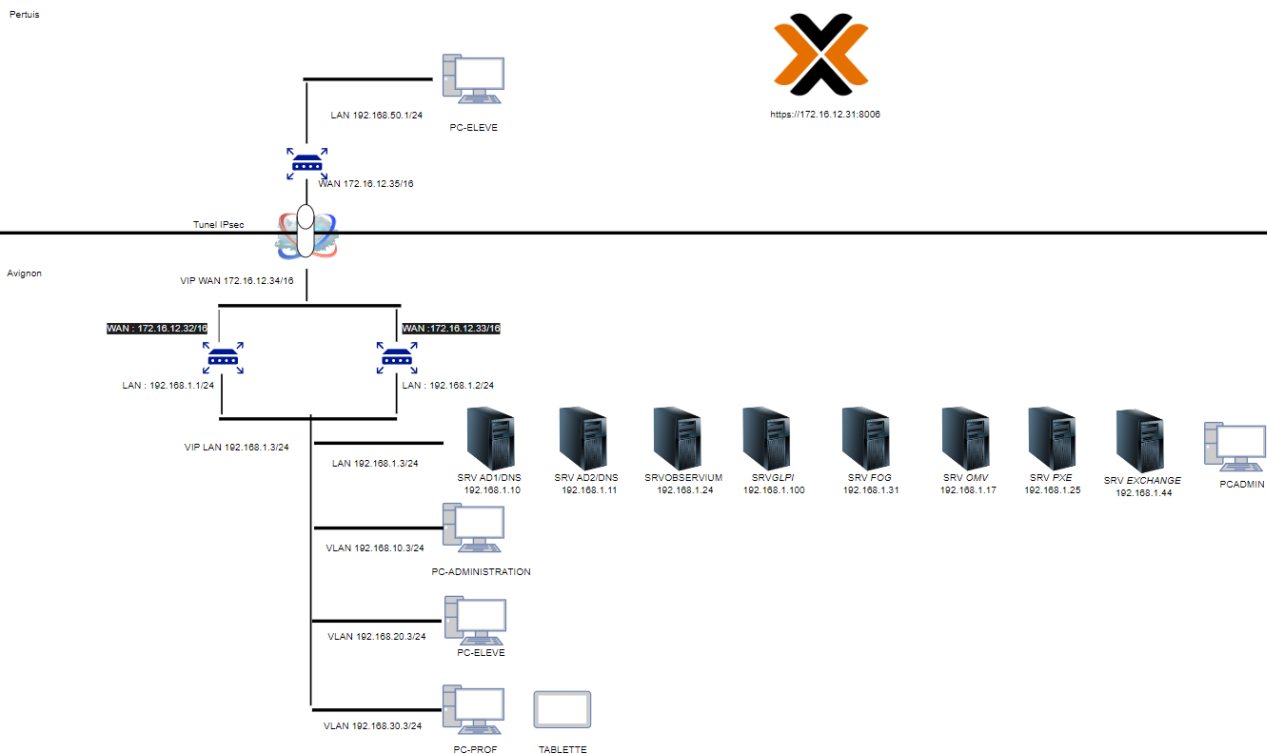 Pertuis
https://172.16.12.31:8006
LAN 192.168.50.1/24
PC-ELEVE
WAN 172.16.12.35/16
Tunel IPsec
Avignon
VIP WAN 172.16.12.34/16
WAN : 172.16.12.32/16
WAN :172.16.12.33/16
LAN : 192.168.1.1/24
LAN : 192.168.1.2/24
VIP LAN 192.168.1.3/24
LAN 192.168.1.3/24
SRV AD1/DNS
192.168.1.10
SRV AD2/DNS
192.168.1.11
SRVOBSERVIUM
192.168.1.24
SRVGLPI
192.168.1.100
SRV FOG
192.168.1.31
SRV OMV
192.168.1.17
SRV PXE
192.168.1.25
SRV EXCHANGE
192.168.1.44
PCADMIN
VLAN 192.168.10.3/24
PC-ADMINISTRATION
VLAN 192.168.20.3/24
PC-ELEVE
VLAN 192.168.30.3/24
PC-PROF
TABLETTE